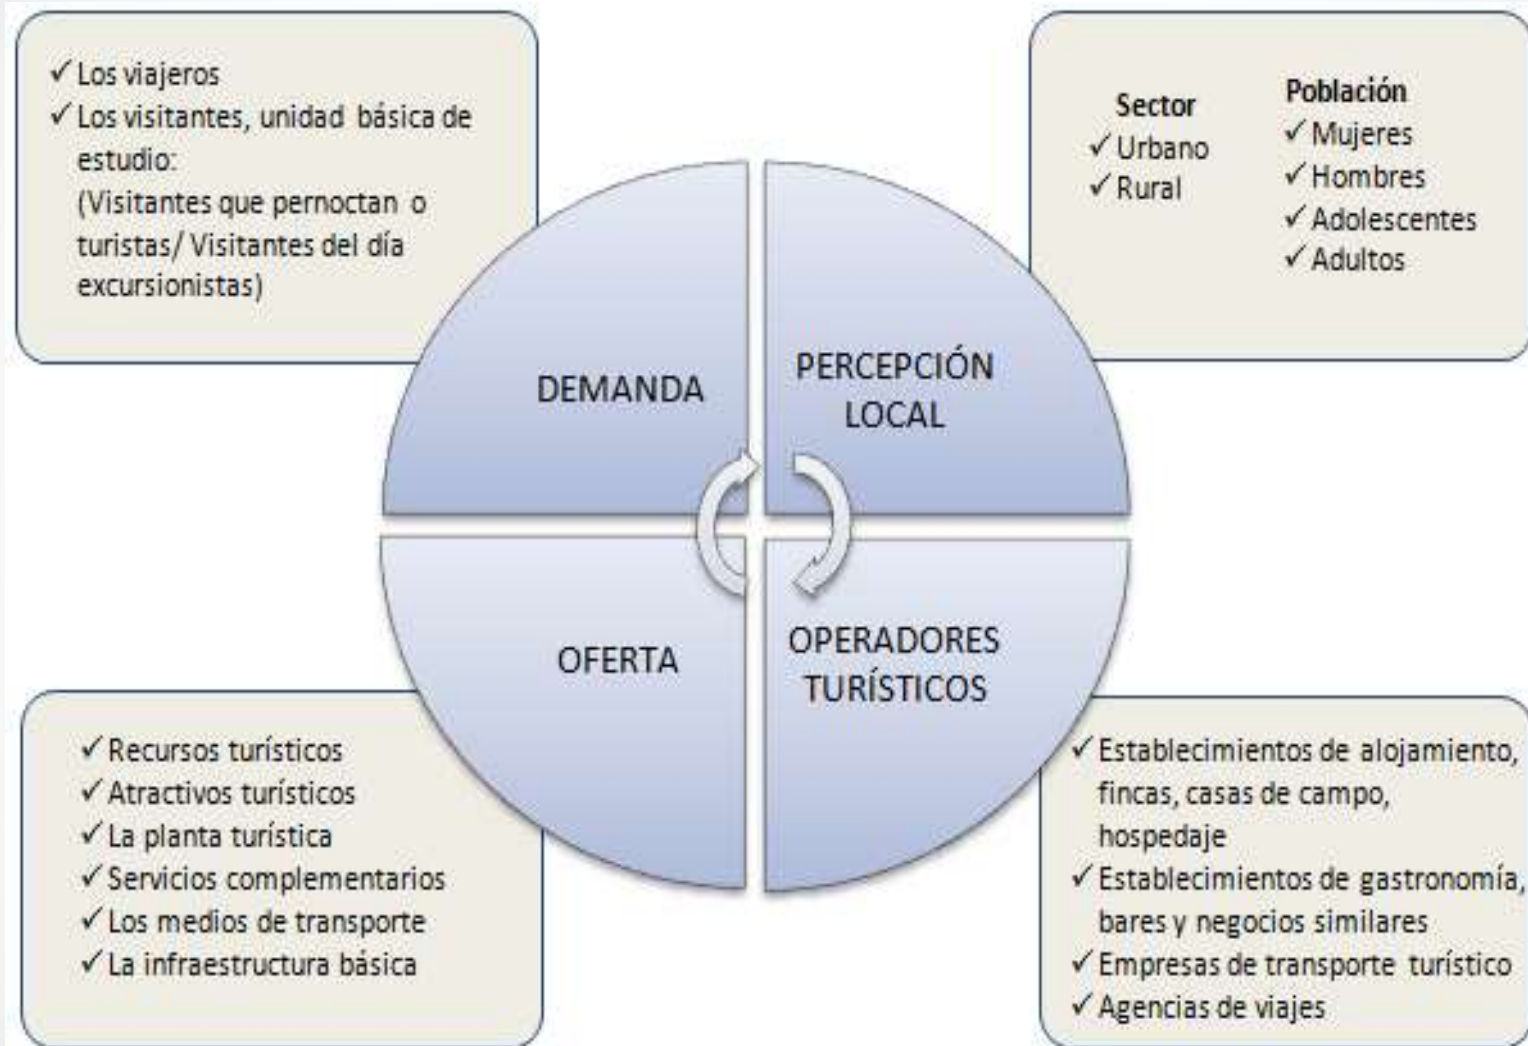 ✓ Los viajeros
✓ Los visitantes, unidad básica de
estudio:
(Visitantes que pernoctan o
turistas/ Visitantes del día
excursionistas)
Sector
✓ Urbano
✓ Rural
Población
✓ Mujeres
✓ Hombres
✓ Adolescentes
✓ Adultos
DEMANDA
PERCEPCIÓN
LOCAL
OFERTA
OPERADORES
TURÍSTICOS
✓ Recursos turísticos
✓ Atractivos turísticos
✓ La planta turística
✓ Servicios complementarios
✓ Los medios de transporte
✓ La infraestructura básica
✓ Establecimientos de alojamiento,
fincas, casas de campo,
hospedaje
✓ Establecimientos de gastronomía,
bares y negocios similares
✓ Empresas de transporte turístico
✓ Agencias de viajes